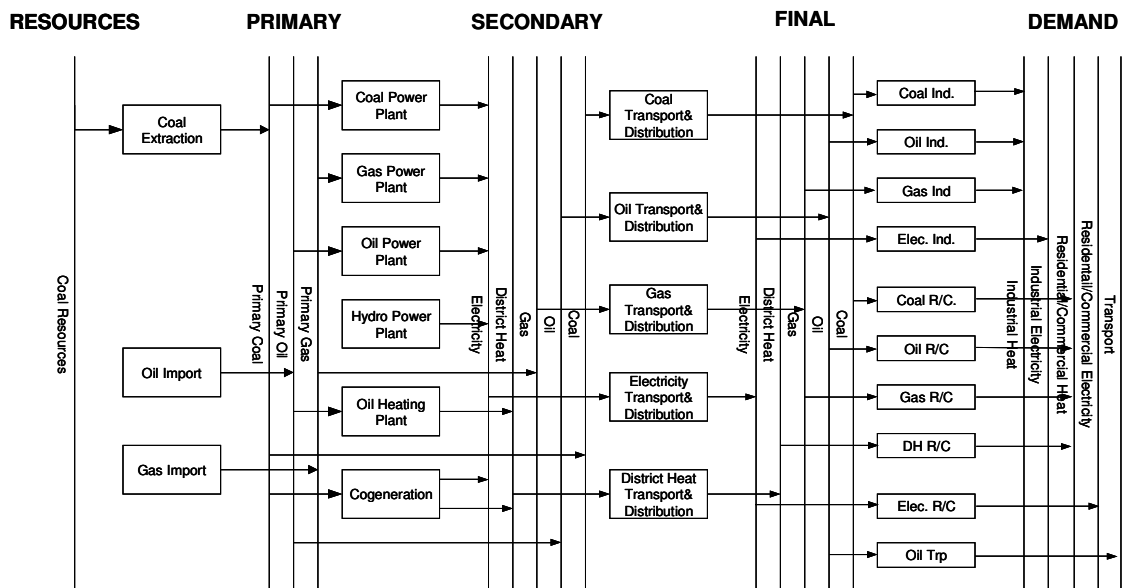 RESOURCES
PRIMARY
SECONDARY
FINAL
DEMAND
Coal Resources
Coal
Extraction
Oil Import
Gas Import
Primary Coal
Primary Oil
Primary Gas
Coal Power
Plant
Gas Power
Plant
Oil Power
Plant
Hydro Power
Plant
Oil Heating
Plant
Cogeneration
Electricity
District Heat
Gas
Oil
Coal
Coal
Transport&
Distribution
Oil Transport&
Distribution
Gas
Transport&
Distribution
Electricity
Transport&
Distribution
District Heat
Transport&
Distribution
Electricity
District Heat
Gas
Oil
Coal
Coal Ind.
Oil Ind.
Gas Ind
Elec. Ind.
Coal R/C.
Oil R/C
Gas R/C
DH R/C
Elec. R/C
Oil Trp
Industrial Heat
Industrial Electricity
Residential/Commercial Heat
Residentail/Commercial Electricity
Transport